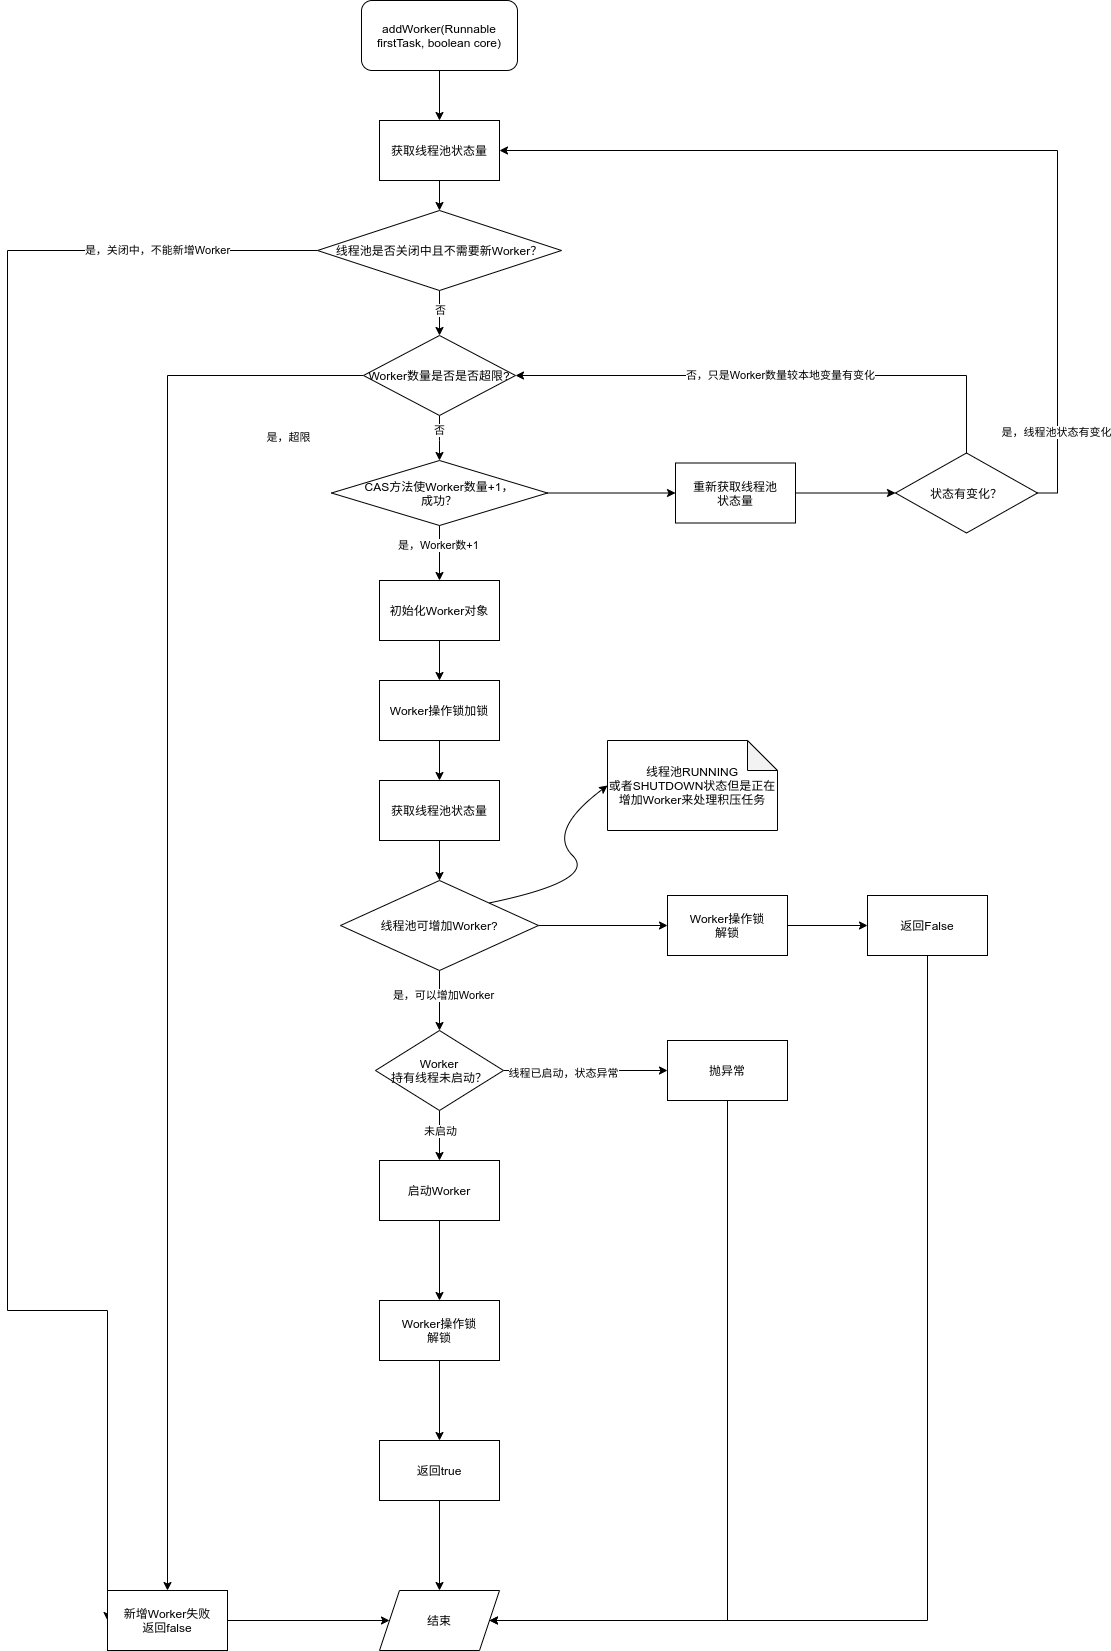 addWorker(Runnable
firstTask, boolean core)
获取线程池状态量
是，关闭中，不能新增Worker
线程池是否关闭中且不需要新Worker？
否
Worker数量是否是否超限？
否，只是Worker数量较本地变量有变化
是，超限
否
是，线程池状态有变化
CAS方法使Worker数量+1，
成功？
重新获取线程池
状态量
状态有变化？
是，Worker数+1
初始化Worker对象
Worker操作锁加锁
获取线程池状态量
线程池RUNNING
或者SHUTDOWN状态但是正在
增加Worker来处理积压任务
线程池可增加Worker？
Worker操作锁
解锁
返回False
是，可以增加Worker
Worker
持有线程未启动？
线程已启动，状态异常
抛异常
未启动
启动Worker
Worker操作锁
解锁
返回true
新增Worker失败
返回false
结束